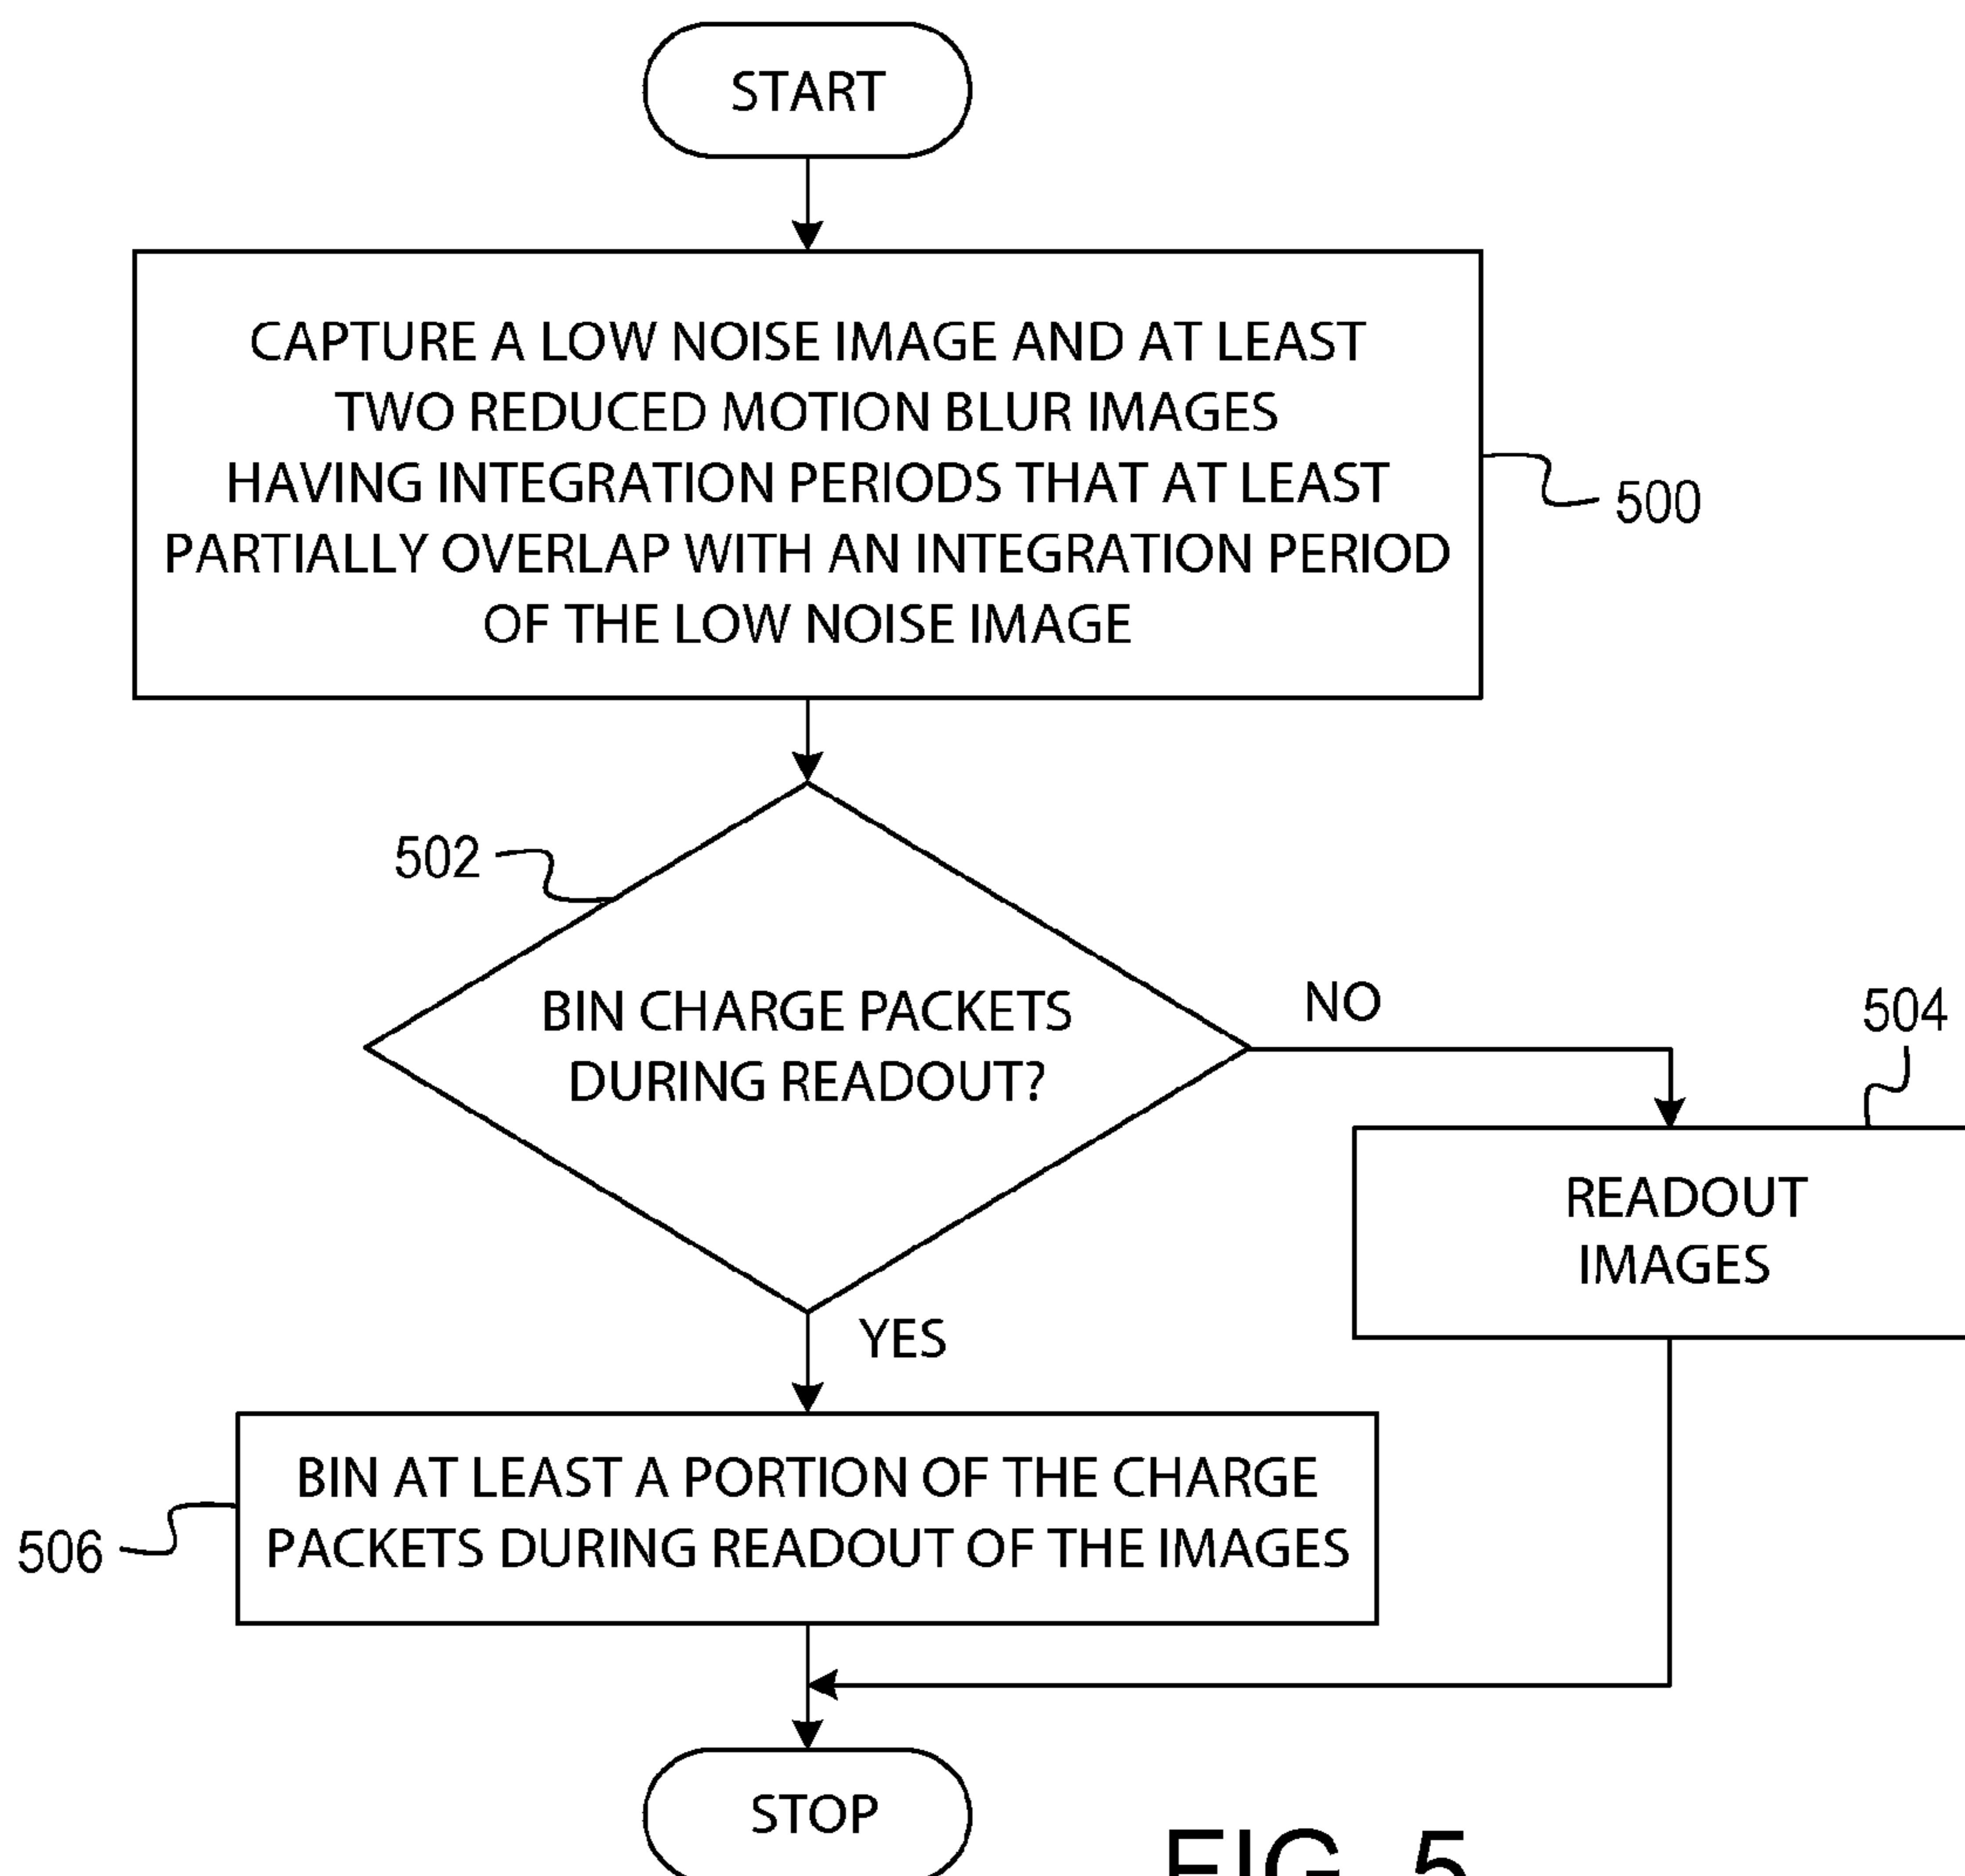 START
CAPTURE A LOW NOISE IMAGE AND AT LEAST
TWO REDUCED MOTION BLUR IMAGES
HAVING INTEGRATION PERIODS THAT AT LEAST
PARTIALLY OVERLAP WITH AN INTEGRATION PERIOD
OF THE LOW NOISE IMAGE
500
502
BIN CHARGE PACKETS
DURING READOUT?
NO
504
READOUT
IMAGES
YES
BIN AT LEAST A PORTION OF THE CHARGE
PACKETS DURING READOUT OF THE IMAGES
506
STOP
FIG. 5